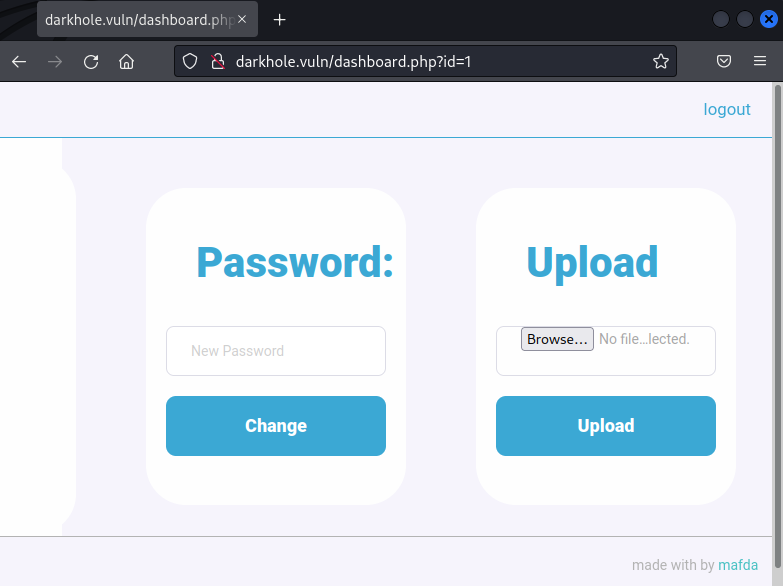 darkhole.vuln/dashboard.php
darkhole.vuln/dashboard.php?id=1
logout
Password:
Upload
New Password
Browse... No file...lected.
Change
Upload
made with by mafda